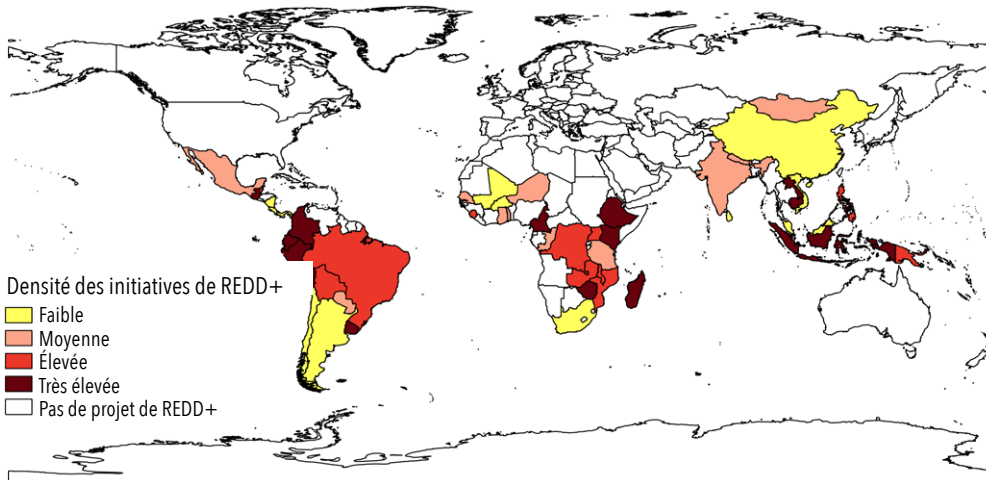 Densité des initiatives de REDD+
Faible
Moyenne
Élevée
Très élevée
Pas de projet de REDD+